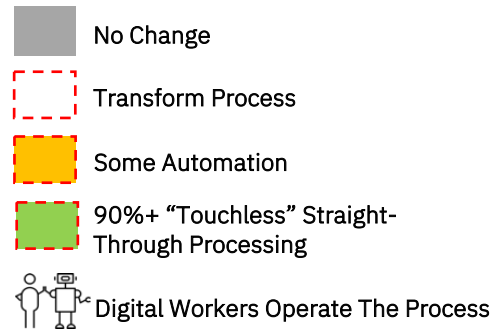 No Change
Transform Process
Some Automation
90%+ “Touchless” Straight-
Through Processing
Digital Workers Operate The Process